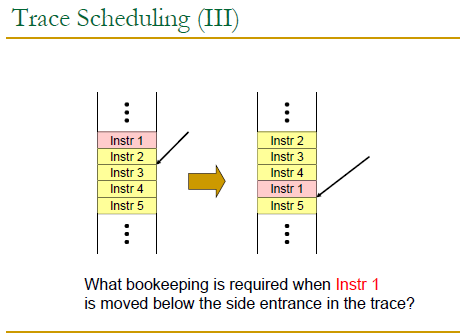 Trace Scheduling (III)
Instr 1
Instr 2
Instr 3
Instr 4
Instr 5
Instr 2
Instr 3
Instr 4
Instr 1
Instr 5
What bookeeping is required when Instr 1
is moved below the side entrance in the trace?